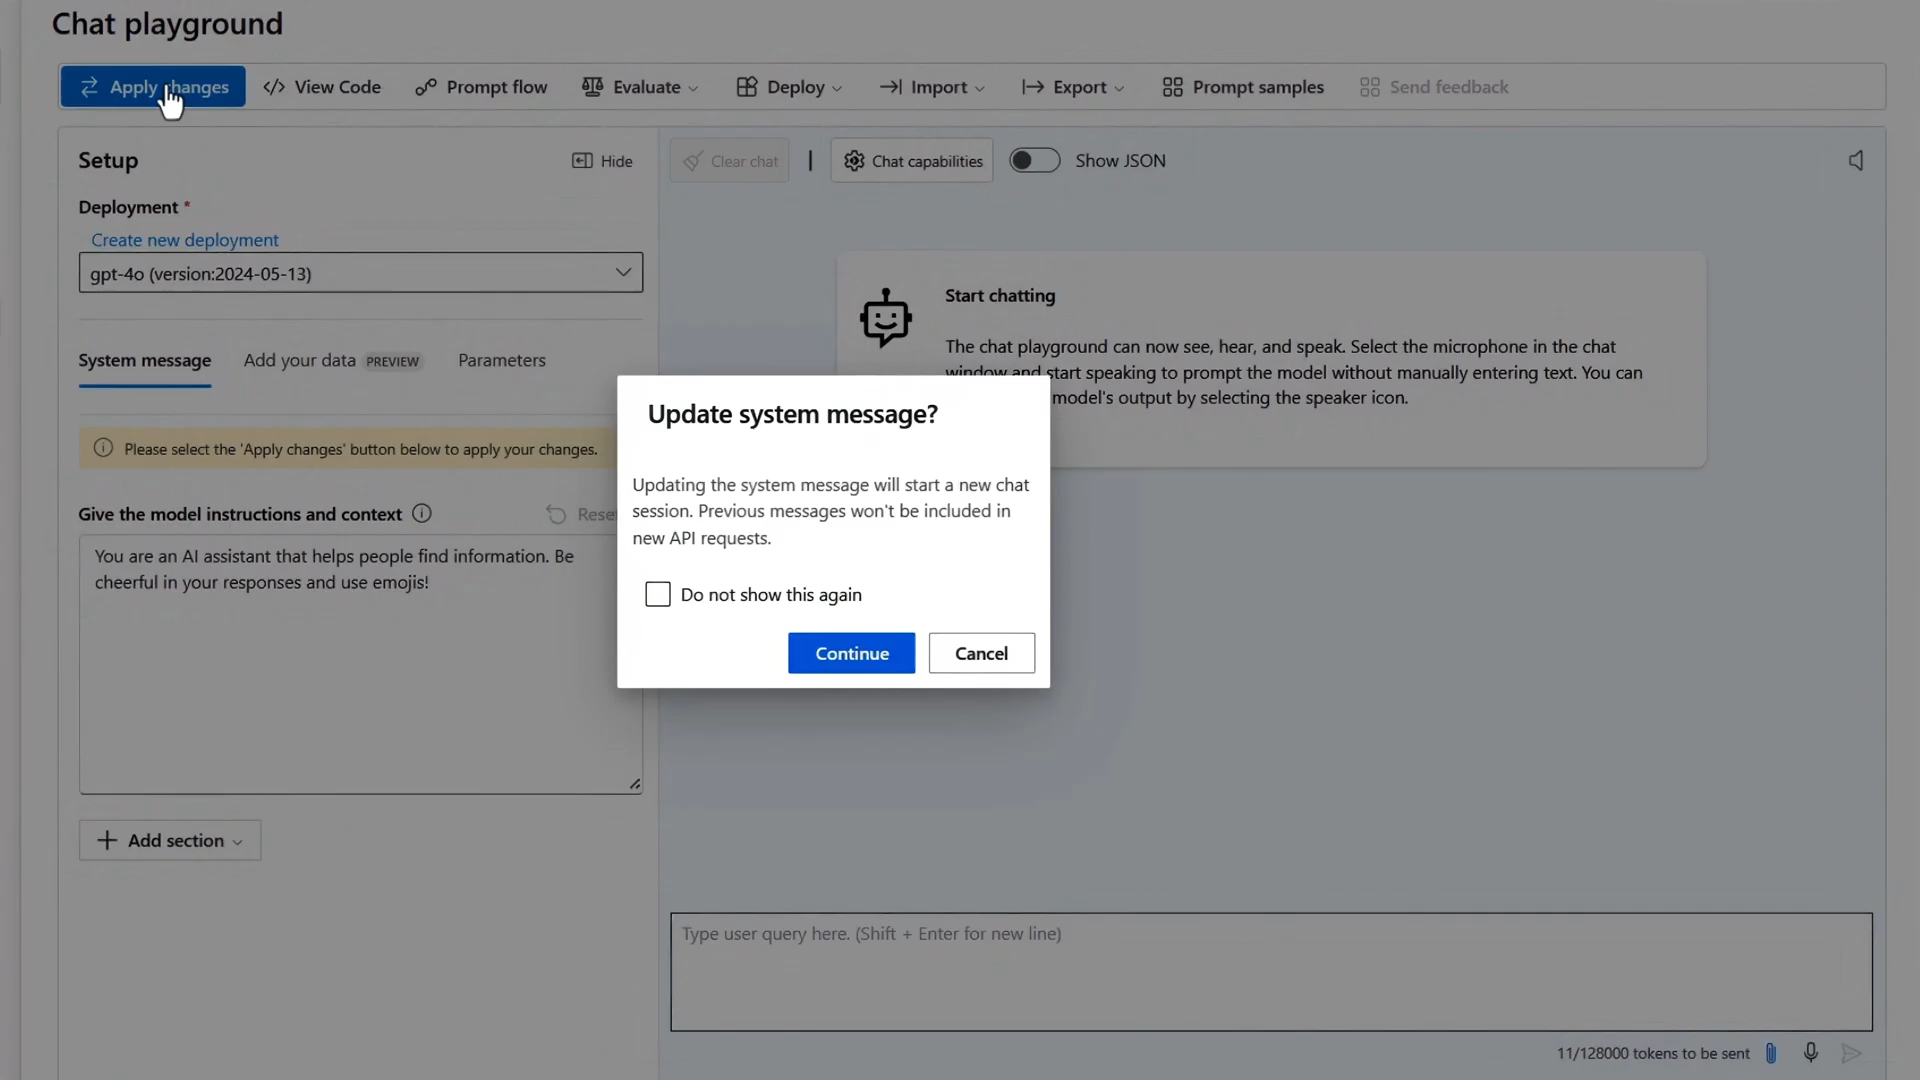 Chat playground
Apply changes
View Code
Prompt flow
Evaluate
Deploy
Import
Export
Prompt samples
Send feedback
Setup
Hide
Deployment *
Create new deployment
gpt-4o (version:2024-05-13)
System message
Add your data PREVIEW
Parameters
Please select the 'Apply changes' button below to apply your changes.
Give the model instructions and context
Reset
You are an AI assistant that helps people find information. Be
cheerful in your responses and use emojis!
Add section
Clear chat
Chat capabilities
Show JSON
Start chatting
The chat playground can now see, hear, and speak. Select the microphone in the chat
window and start speaking to prompt the model without manually entering text. You can
model's output by selecting the speaker icon.
Update system message?
Updating the system message will start a new chat
session. Previous messages won't be included in
new API requests.
Do not show this again
Continue
Cancel
Type user query here. (Shift + Enter for new line)
11/128000 tokens to be sent